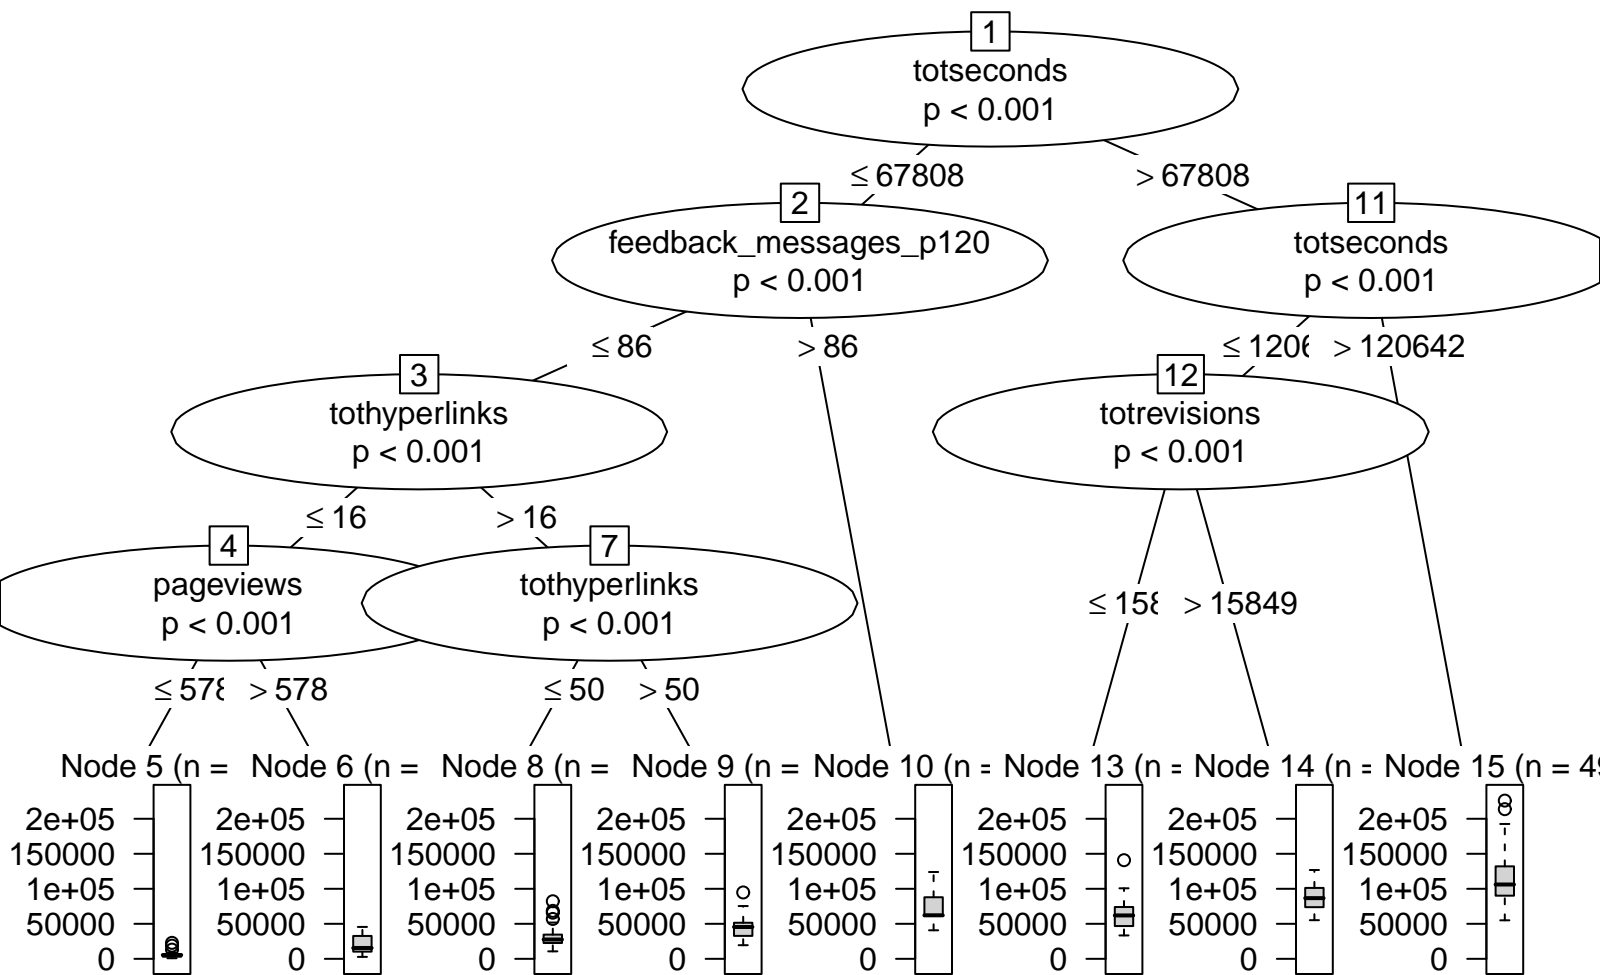 1
totseconds
p < 0.001
≤ 67808
> 67808
2
feedback_messages_p120
p < 0.001
11
totseconds
p < 0.001
≤ 86
> 86
≤ 120
> 120642
3
tothyperlinks
p < 0.001
12
totrevisions
p < 0.001
≤ 16
> 16
4
pageviews
p < 0.001
7
tothyperlinks
p < 0.001
≤ 158
> 15849
≤ 578
> 578
≤ 50
> 50
Node 5 (n = Node 6 (n = Node 8 (n = Node 9 (n = Node 10 (n = Node 13 (n = Node 14 (n = Node 15 (n = 49
2e+05 2e+05 2e+05 2e+05 2e+05 2e+05 2e+05 2e+05
150000 150000 150000 150000 150000 150000 150000 150000
1e+05 1e+05 1e+05 1e+05 1e+05 1e+05 1e+05 1e+05
50000 50000 50000 50000 50000 50000 50000 50000
0 0 0 0 0 0 0 0